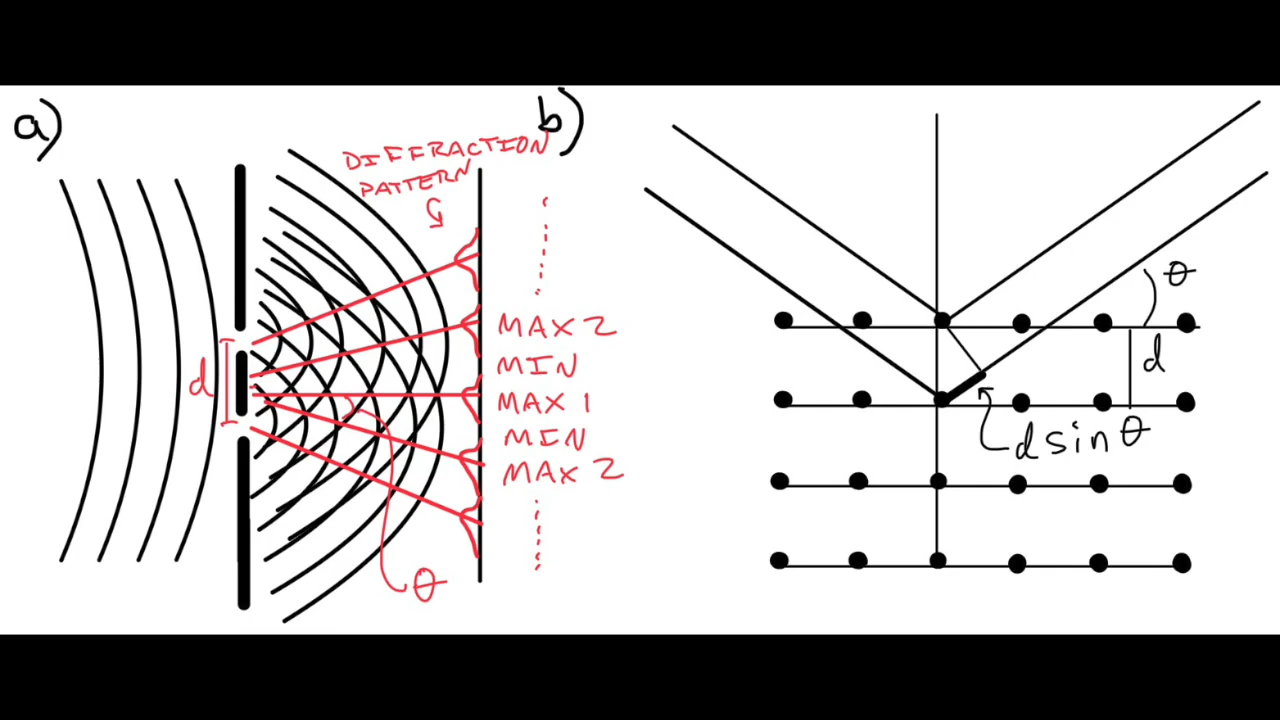 a)
DIFFRACTION
PATTERN
d
MAX 2
MIN
MAX 1
MIN
MAX 2
θ
b)
θ
d
d sin θ